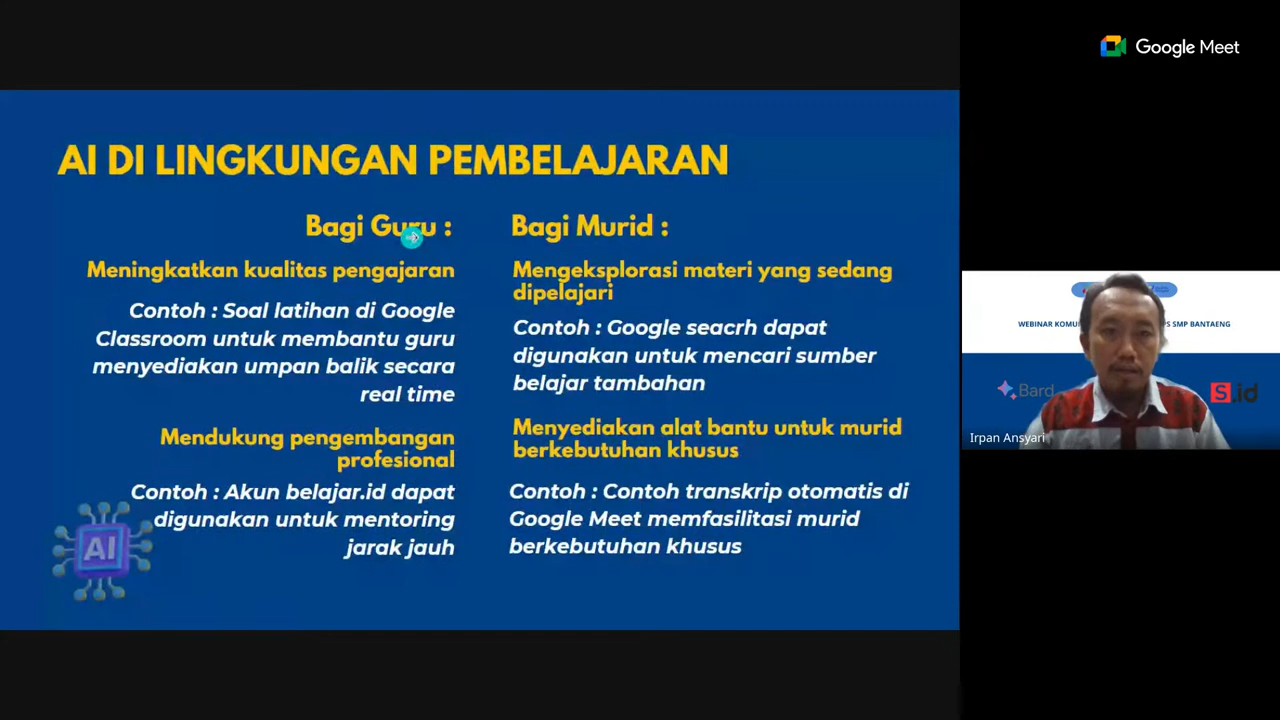 Google Meet
AI DI LINGKUNGAN PEMBELAJARAN
Bagi Guru :
Meningkatkan kualitas pengajaran
Contoh : Soal latihan di Google
Classroom untuk membantu guru
menyediakan umpan balik secara
real time
Mendukung pengembangan
profesional
Contoh : Akun belajar.id dapat
digunakan untuk mentoring
jarak jauh
AI
Bagi Murid :
Mengeksplorasi materi yang sedang
dipelajari
Contoh : Google seacrh dapat
digunakan untuk mencari sumber
belajar tambahan
Menyediakan alat bantu untuk murid
berkebutuhan khusus
Contoh : Contoh transkrip otomatis di
Google Meet memfasilitasi murid
berkebutuhan khusus
WEBINAR SMP BANTAENG
Bard
S.id
Irpan Ansyari